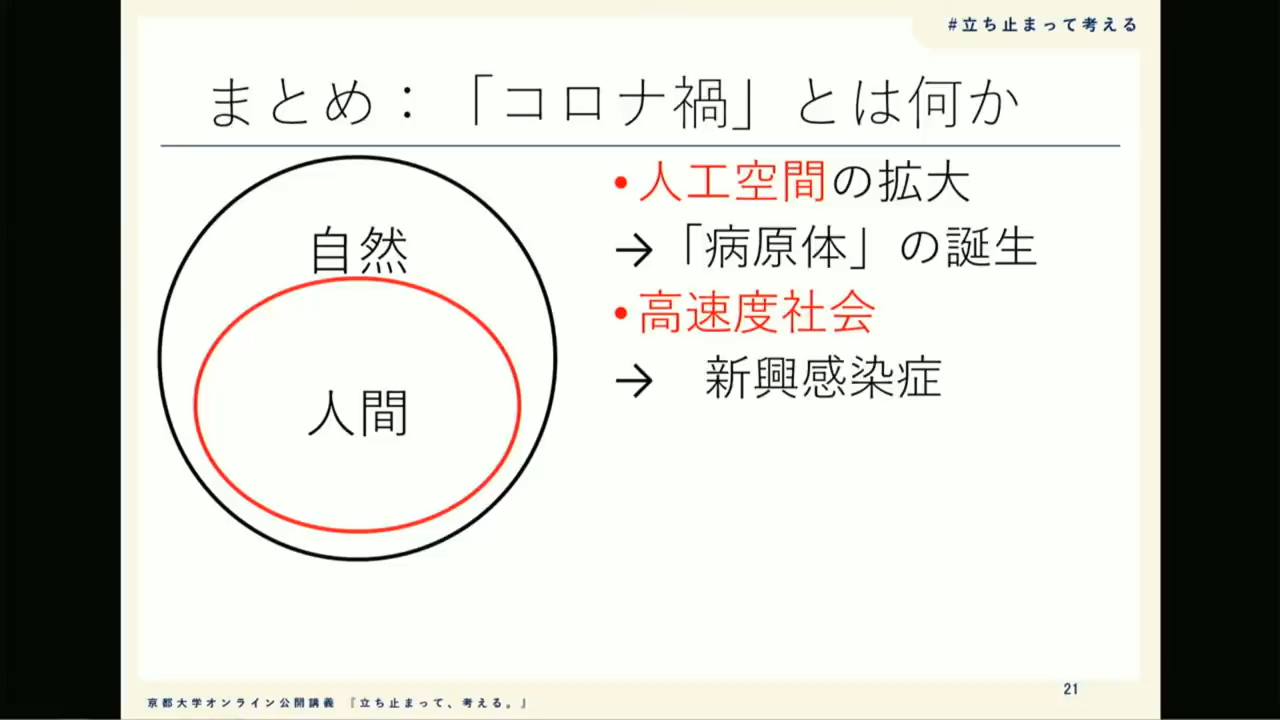 #立ち止まって考える
まとめ：「コロナ禍」とは何か
自然
人間
•人工空間の拡大
→「病原体」の誕生
•高速度社会
→ 新興感染症
21
京都大学オンライン公開講義 『立ち止まって、考える。』